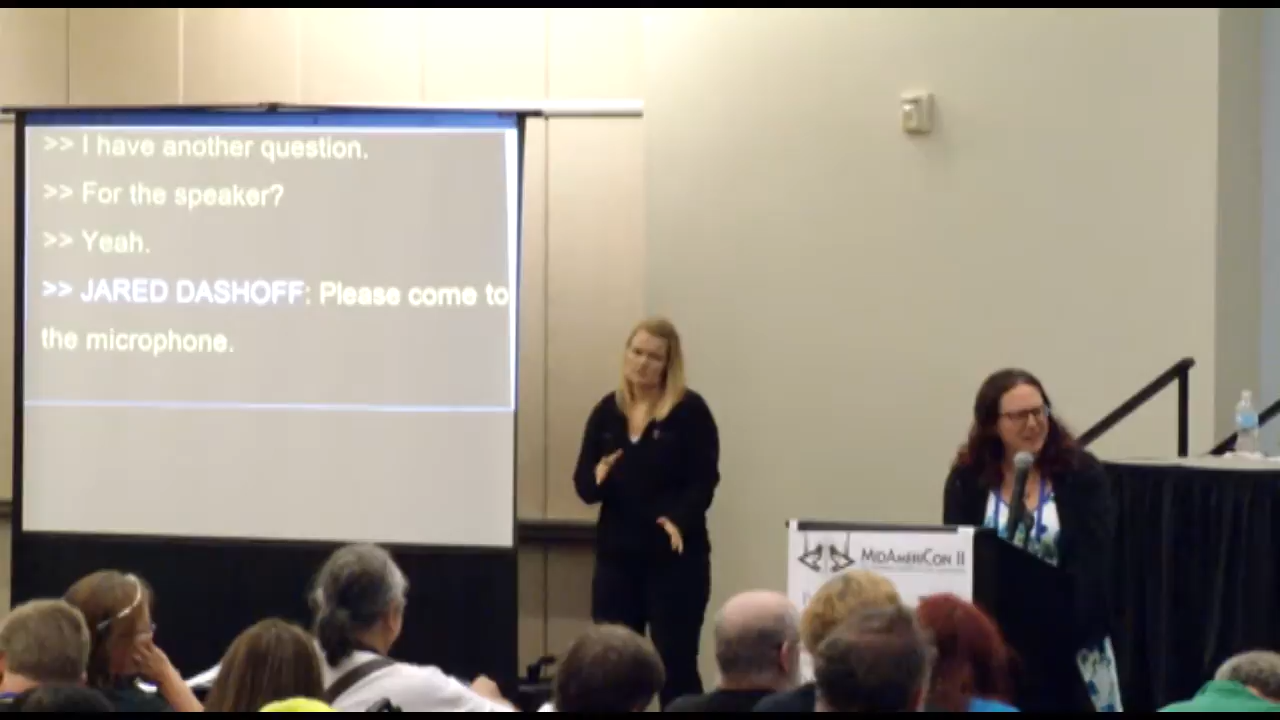 >> I have another question.
>> For the speaker?
>> Yeah.
>> JARED DASHOFF: Please come to
the microphone.
MIDAMERICON II